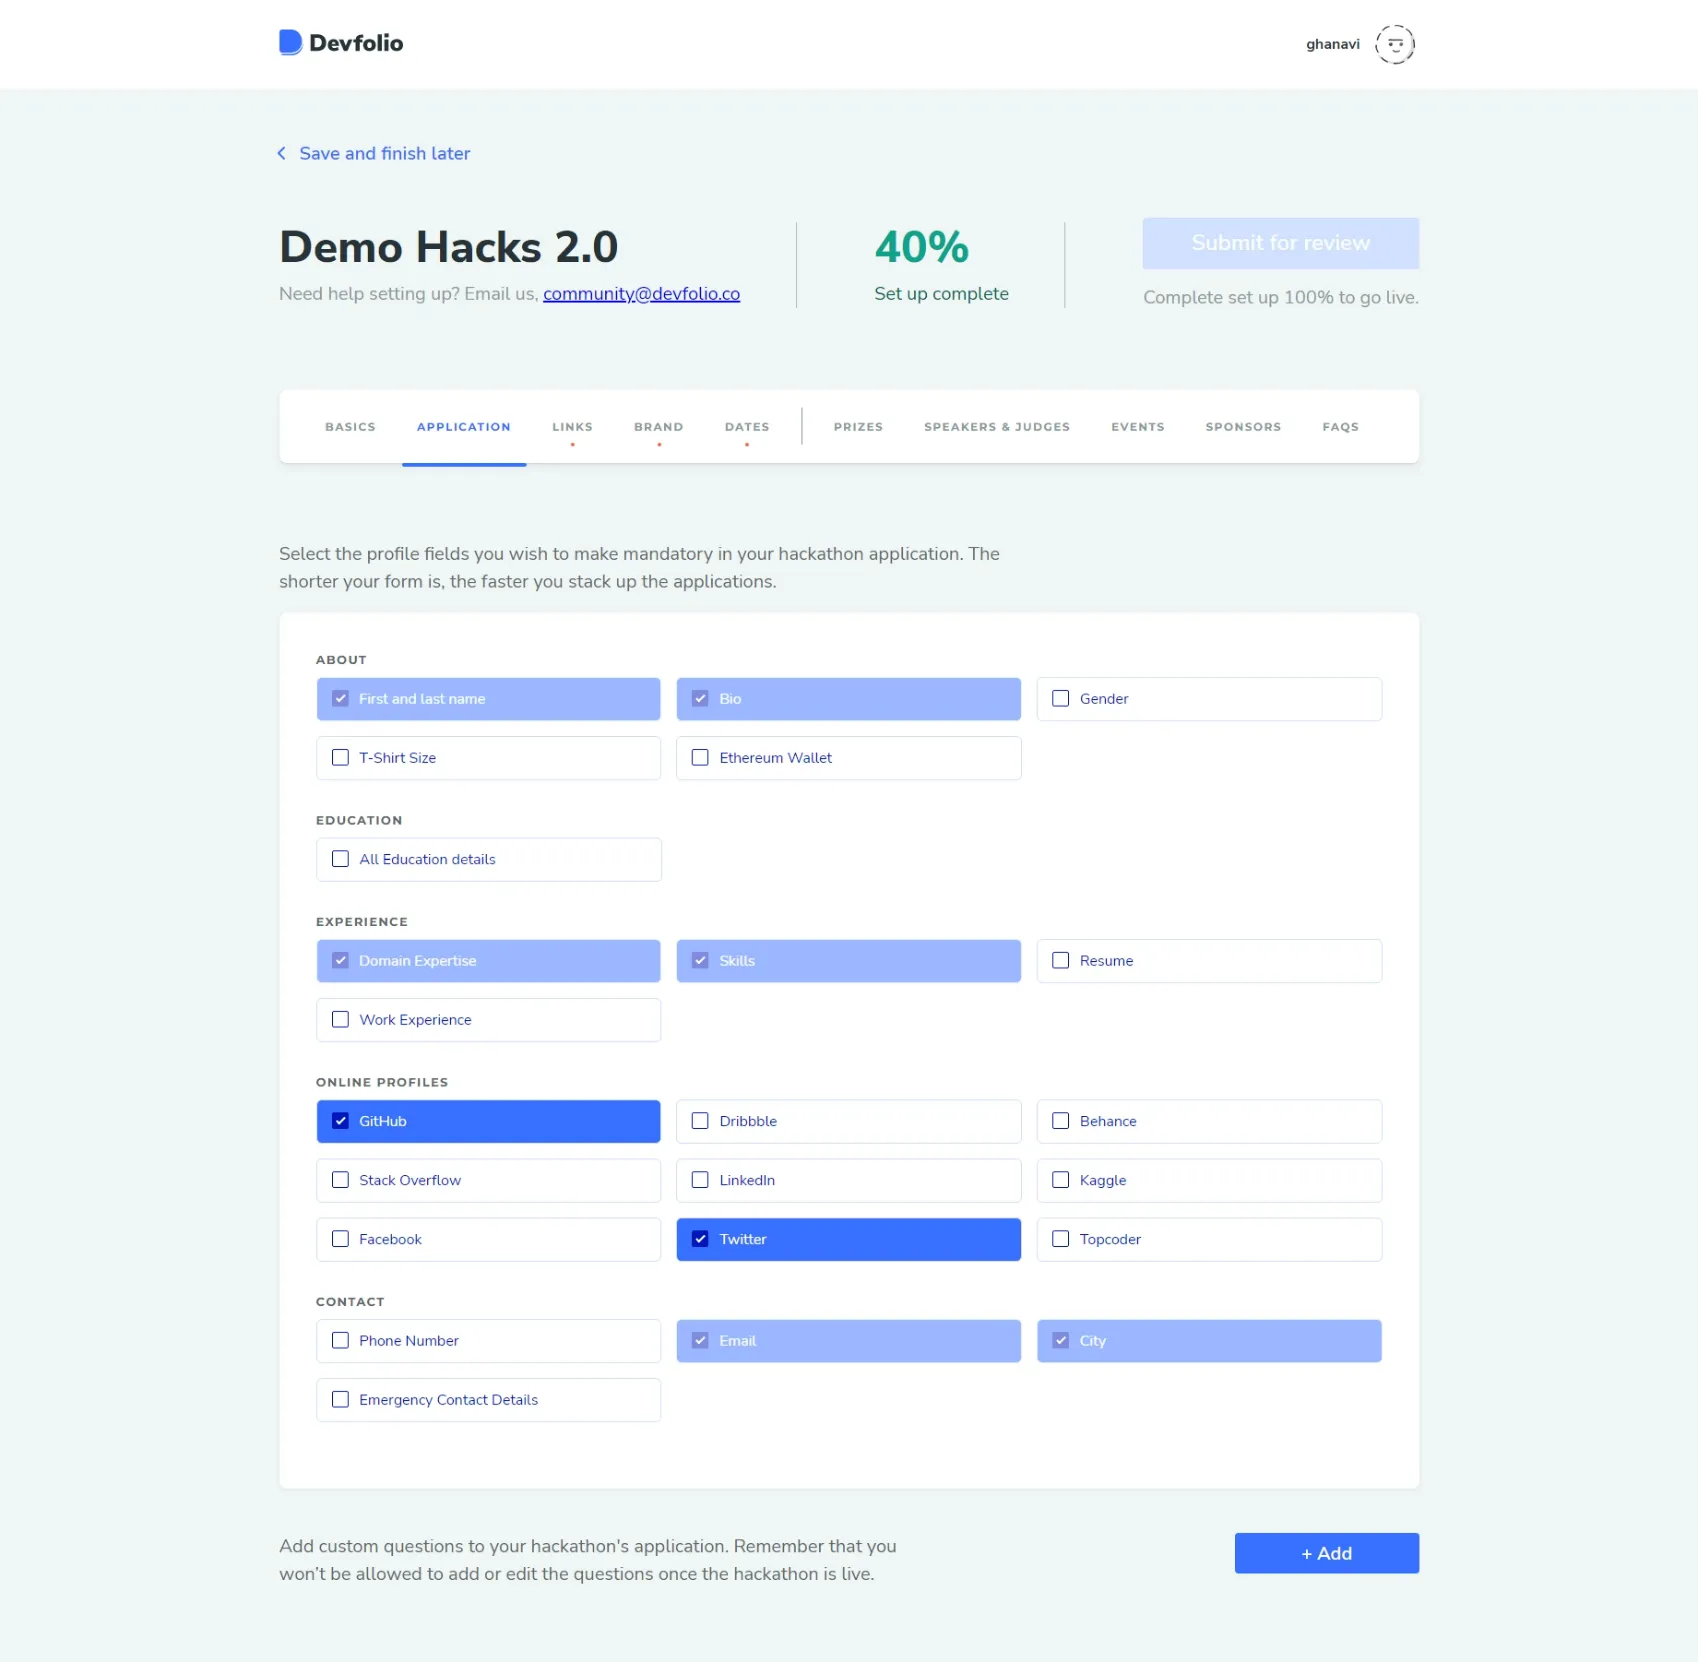 Devfolio
ghanavi
Save and finish later
Demo Hacks 2.0
Need help setting up? Email us, community@devfolio.co
40%
Set up complete
Submit for review
Complete set up 100% to go live.
BASICS APPLICATION LINKS BRAND DATES PRIZES SPEAKERS & JUDGES EVENTS SPONSORS FAQS
Select the profile fields you wish to make mandatory in your hackathon application. The
shorter your form is, the faster you stack up the applications.
ABOUT
First and last name
Bio
Gender
T-Shirt Size
Ethereum Wallet
EDUCATION
All Education details
EXPERIENCE
Domain Expertise
Skills
Resume
Work Experience
ONLINE PROFILES
GitHub
Dribbble
Behance
Stack Overflow
LinkedIn
Kaggle
Facebook
Twitter
Topcoder
CONTACT
Phone Number
Email
City
Emergency Contact Details
Add custom questions to your hackathon's application. Remember that you
won't be allowed to add or edit the questions once the hackathon is live.
+ Add